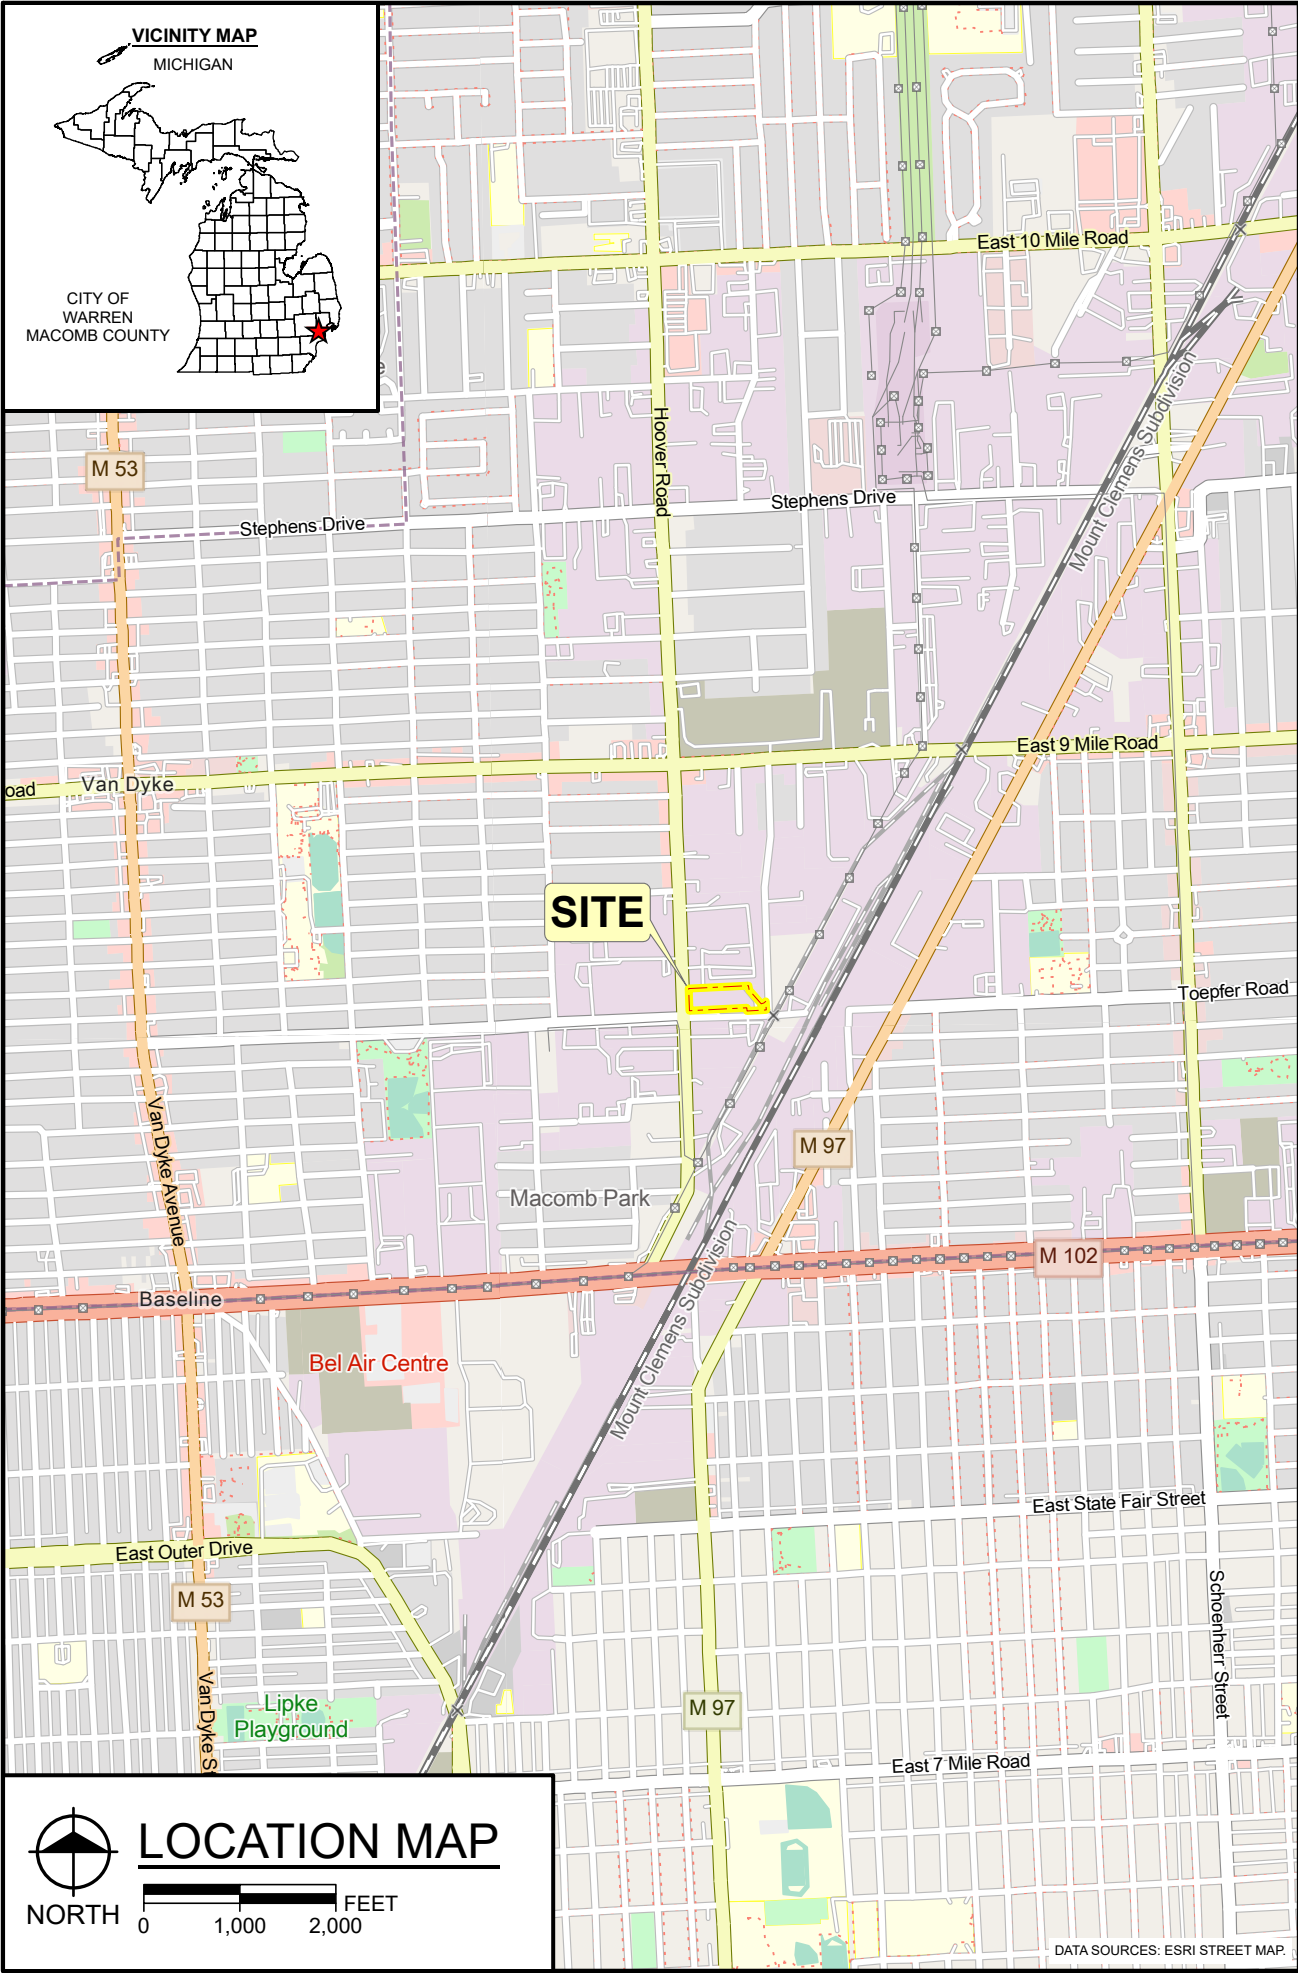 VICINITY MAP
MICHIGAN
CITY OF
WARREN
MACOMB COUNTY
East 10 Mile Road
Hoover Road
Mount Clemens Subdivision
M 53
Stephens Drive
Stephens Drive
East 9 Mile Road
oad
Van Dyke
SITE
Toepfer Road
Van Dyke Avenue
M 97
Macomb Park
M 102
Baseline
Mount Clemens Subdivision
Bel Air Centre
East State Fair Street
East Outer Drive
M 53
Schoenherr Street
Van Dyke St
Lipke
Playground
M 97
East 7 Mile Road
LOCATION MAP
NORTH
FEET
0 1,000 2,000
DATA SOURCES: ESRI STREET MAP.